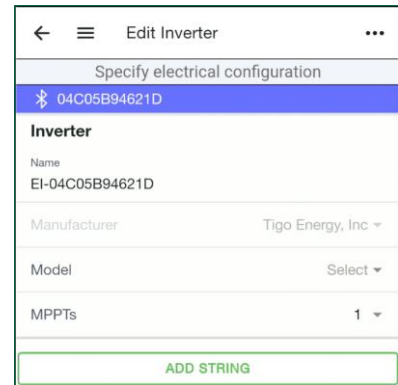 Edit Inverter
Specify electrical configuration
04C05B94621D
Inverter
Name
EI-04C05B94621D
Manufacturer Tigo Energy, Inc
Model Select
MPPTs 1
ADD STRING